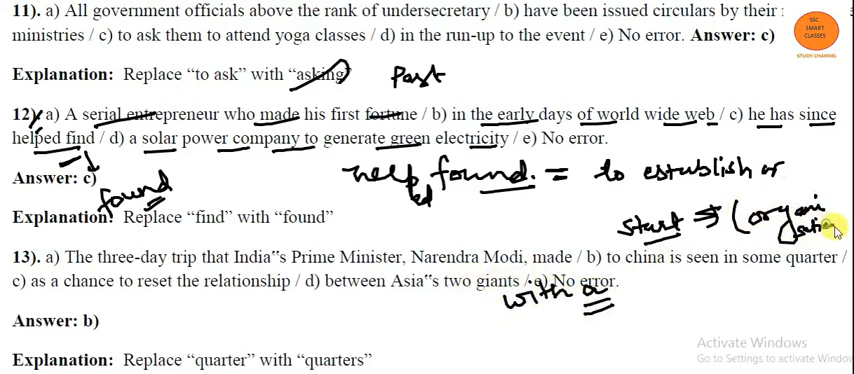 11). a) All government officials above the rank of undersecretary / b) have been issued circulars by their
ministries / c) to ask them to attend yoga classes / d) in the run-up to the event / e) No error. Answer: c)
SSC
SMART
CLASSES
STUDY CHANNEL
Explanation: Replace “to ask” with “asking”
Past
12). a) A serial entrepreneur who made his first fortune / b) in the early days of world wide web / c) he has since
helped find / d) a solar power company to generate green electricity / e) No error.
Answer: c)
found
helped found. = to establish or
start ⇒ (organi
sation
Explanation: Replace “find” with “found”
13). a) The three-day trip that India‟s Prime Minister, Narendra Modi, made / b) to china is seen in some quarter /
c) as a chance to reset the relationship / d) between Asia‟s two giants / e) No error.
with a
Answer: b)
Explanation: Replace “quarter” with “quarters”
Activate Windows
Go to Settings to activate Windows.